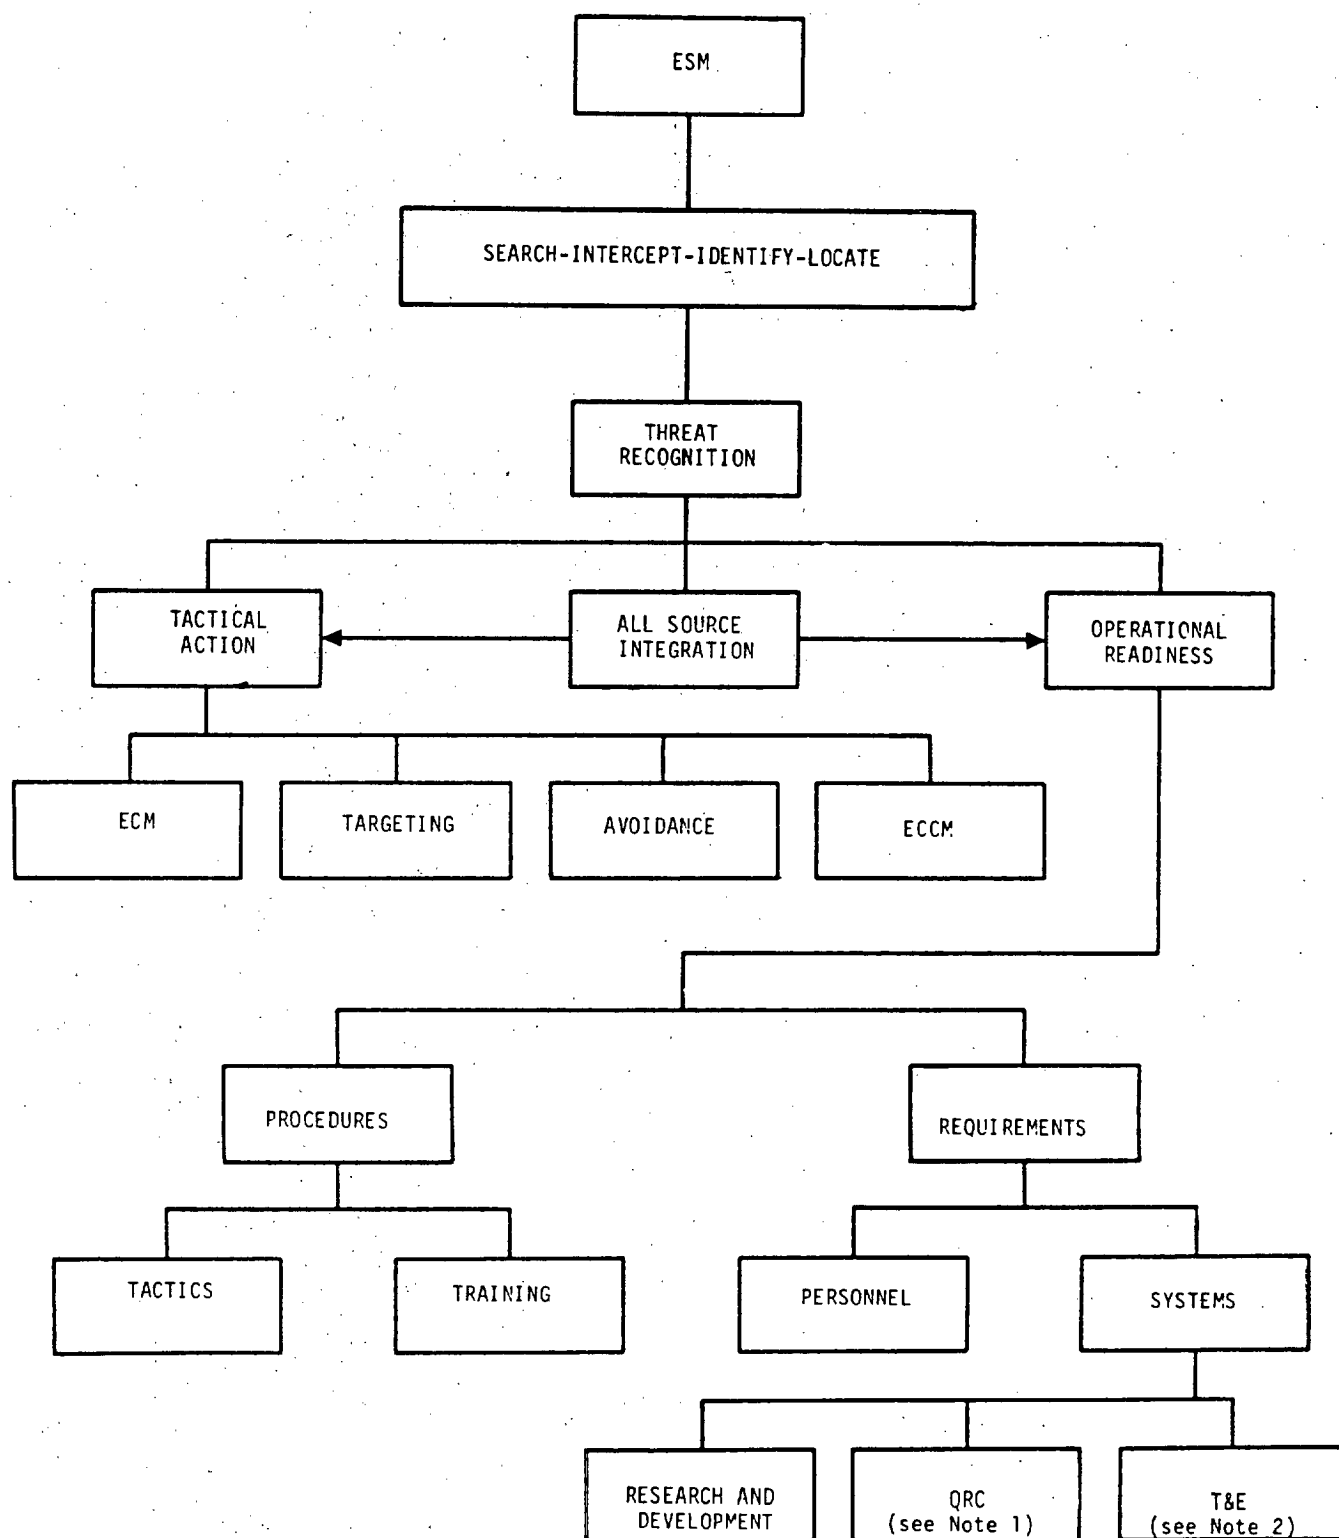 ESM
SEARCH-INTERCEPT-IDENTIFY-LOCATE
THREAT
RECOGNITION
TACTICAL
ACTION
ALL SOURCE
INTEGRATION
OPERATIONAL
READINESS
ECM
TARGETING
AVOIDANCE
ECCM
PROCEDURES
REQUIREMENTS
TACTICS
TRAINING
PERSONNEL
SYSTEMS
RESEARCH AND
DEVELOPMENT
QRC
(see Note 1)
T&E
(see Note 2)